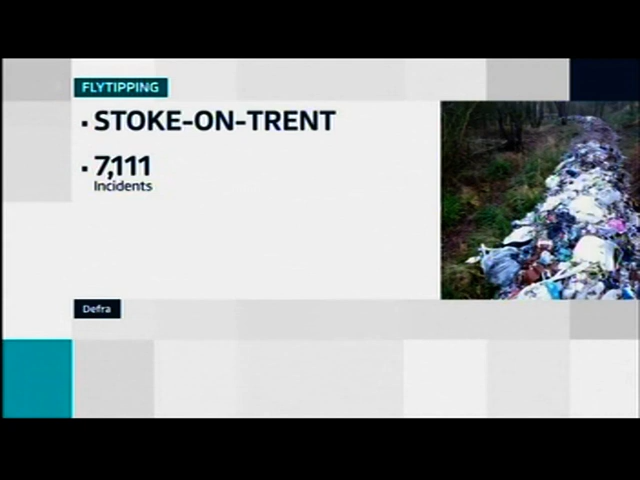 FLYTIPPING
▪ STOKE-ON-TRENT
▪ 7,111
Incidents
Defra